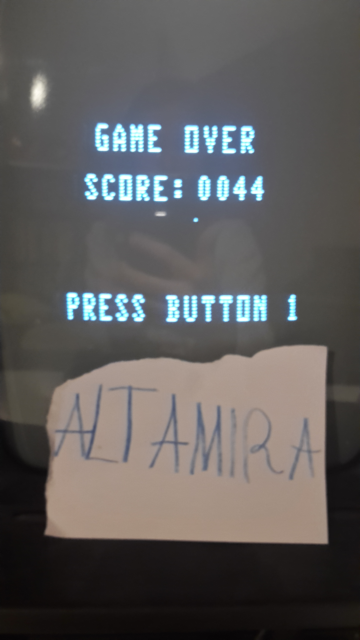 GAME OVER
SCORE: 0044
PRESS BUTTON 1
ALTAMIRA